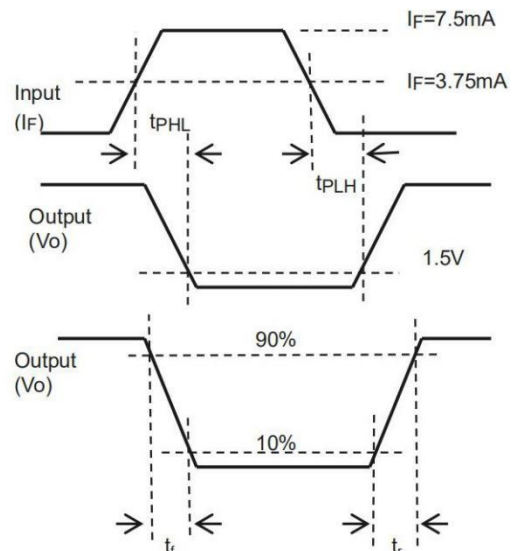 IF=7.5mA
IF=3.75mA
Input
(IF)
tPHL
tPLH
Output
(Vo)
1.5V
Output
(Vo)
90%
10%
tf
tr